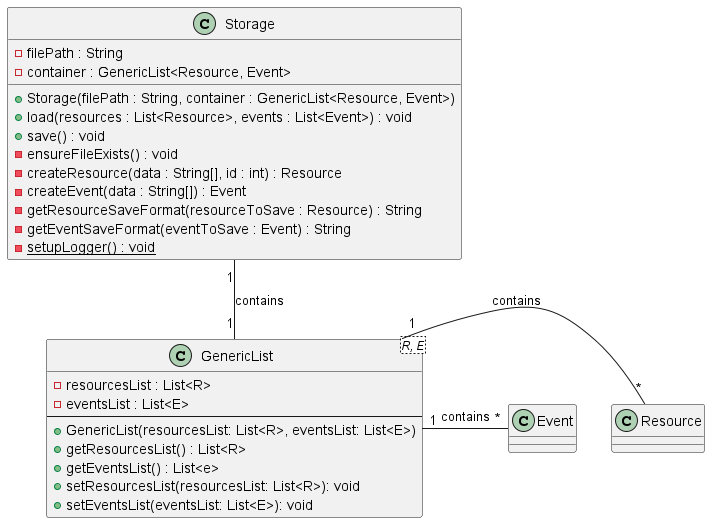 C Storage
filePath : String
container : GenericList<Resource, Event>
Storage(filePath : String, container : GenericList<Resource, Event>)
load(resources : List<Resource>, events : List<Event>) : void
save() : void
ensureFileExists() : void
createResource(data : String[], id : int) : Resource
createEvent(data : String[]) : Event
getResourceSaveFormat(resourceToSave : Resource) : String
getEventSaveFormat(eventToSave : Event) : String
setupLogger() : void
1
contains
1
1
contains
*
R, E
C GenericList
resourcesList : List<R>
eventsList : List<E>
GenericList(resourcesList: List<R>, eventsList: List<E>)
getResourcesList() : List<R>
getEventsList() : List<e>
setResourcesList(resourcesList: List<R>): void
setEventsList(eventsList: List<E>): void
1 contains *
C Event
C Resource